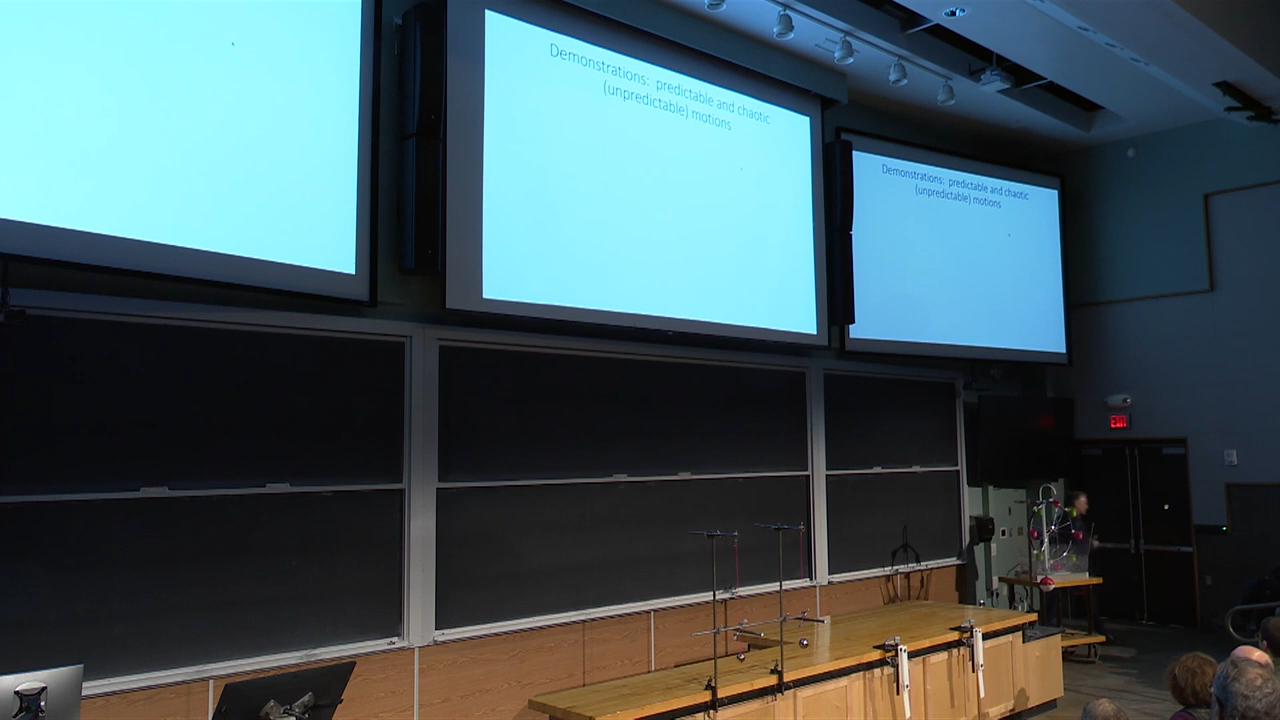 Demonstrations: predictable and chaotic
(unpredictable) motions
Demonstrations: predictable and chaotic
(unpredictable) motions
EXIT